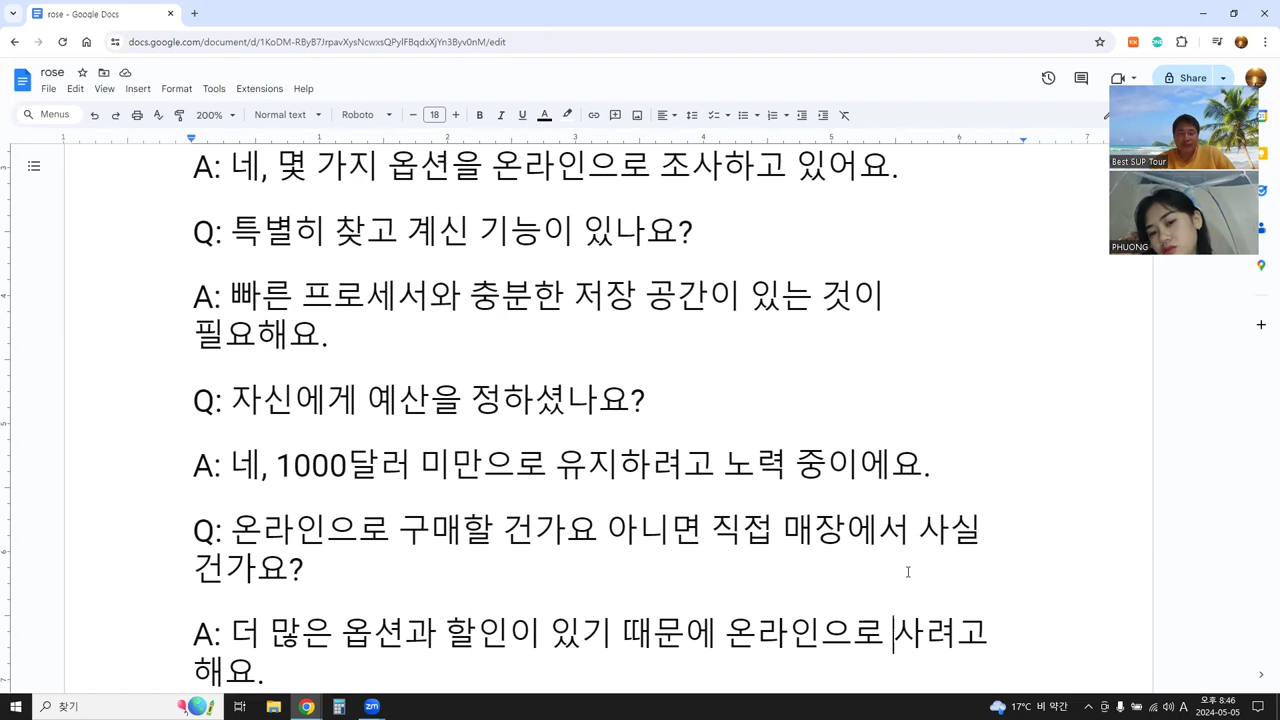 rose - Google Docs
docs.google.com/document/d/1KoDM-RByB7JrpavXysNcwxsQPylFBqdxXjYn3Byv0nM/edit
rose
File Edit View Insert Format Tools Extensions Help
Share
Menus 200% Normal text Roboto 18 B I U A
1 1 2 3 4 5 6 7
Best SUP Tour
PHUONG
A: 네, 몇 가지 옵션을 온라인으로 조사하고 있어요.
Q: 특별히 찾고 계신 기능이 있나요?
A: 빠른 프로세서와 충분한 저장 공간이 있는 것이
필요해요.
Q: 자신에게 예산을 정하셨나요?
A: 네, 1000달러 미만으로 유지하려고 노력 중이에요.
Q: 온라인으로 구매할 건가요 아니면 직접 매장에서 사실
건가요?
A: 더 많은 옵션과 할인이 있기 때문에 온라인으로 사려고
해요.
찾기
17°C 비 약간
A
오후 8:46
2024-05-05